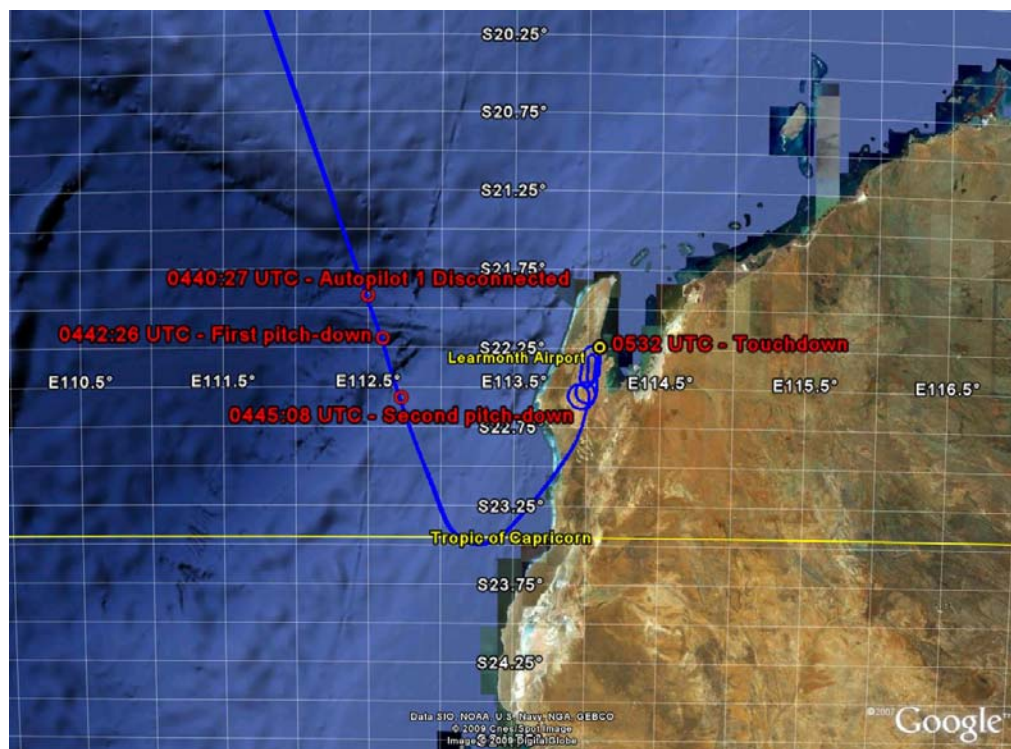 S20.25°
S20.75°
S21.25°
S21.75°
0440:27 UTC - Autopilot 1 Disconnected
0442:26 UTC - First pitch-down
S22.25°
0532 UTC - Touchdown
Learmonth Airport
E110.5° E111.5° E112.5° E113.5° E114.5° E115.5° E116.5°
0445:08 UTC - Second pitch-down
S22.75°
S23.25°
Tropic of Capricorn
S23.75°
S24.25°
Data SIO, NOAA, U.S. Navy, NGA, GEBCO
© 2009 Cnes/Spot Image
Image © 2009 DigitalGlobe
©2007 Google™